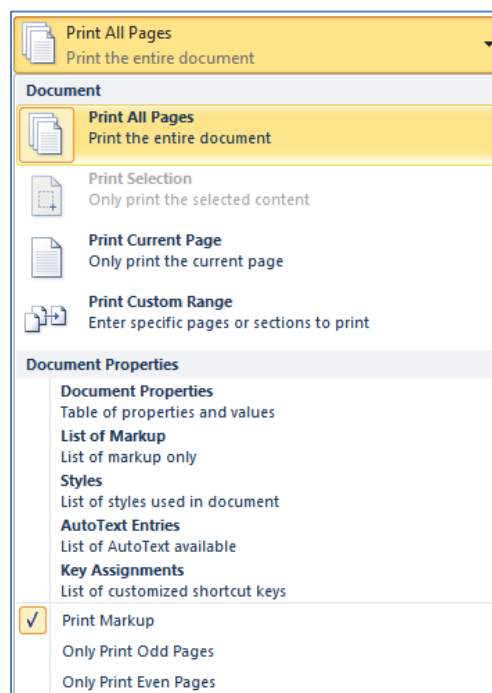 Print All Pages
Print the entire document
Document
Print All Pages
Print the entire document
Print Selection
Only print the selected content
Print Current Page
Only print the current page
Print Custom Range
Enter specific pages or sections to print
Document Properties
Document Properties
Table of properties and values
List of Markup
List of markup only
Styles
List of styles used in document
AutoText Entries
List of AutoText available
Key Assignments
List of customized shortcut keys
Print Markup
Only Print Odd Pages
Only Print Even Pages